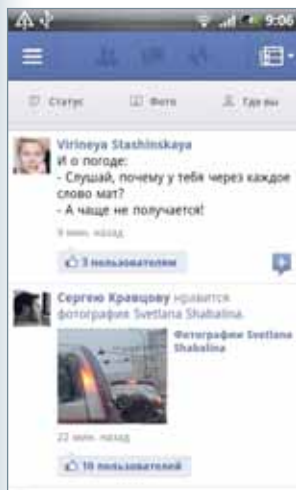 9:06
Статус Фото Где вы
Virineya Stashinskaya
И о погоде:
- Слушай, почему у тебя через каждое
слово мат?
- А чаще не получается!
9 мин. назад
3 пользователям
Сергею Кравцову нравится
фотография Svetlana Shabalina.
Фотографии Svetlana
Shabalina
22 мин. назад
10 пользователей